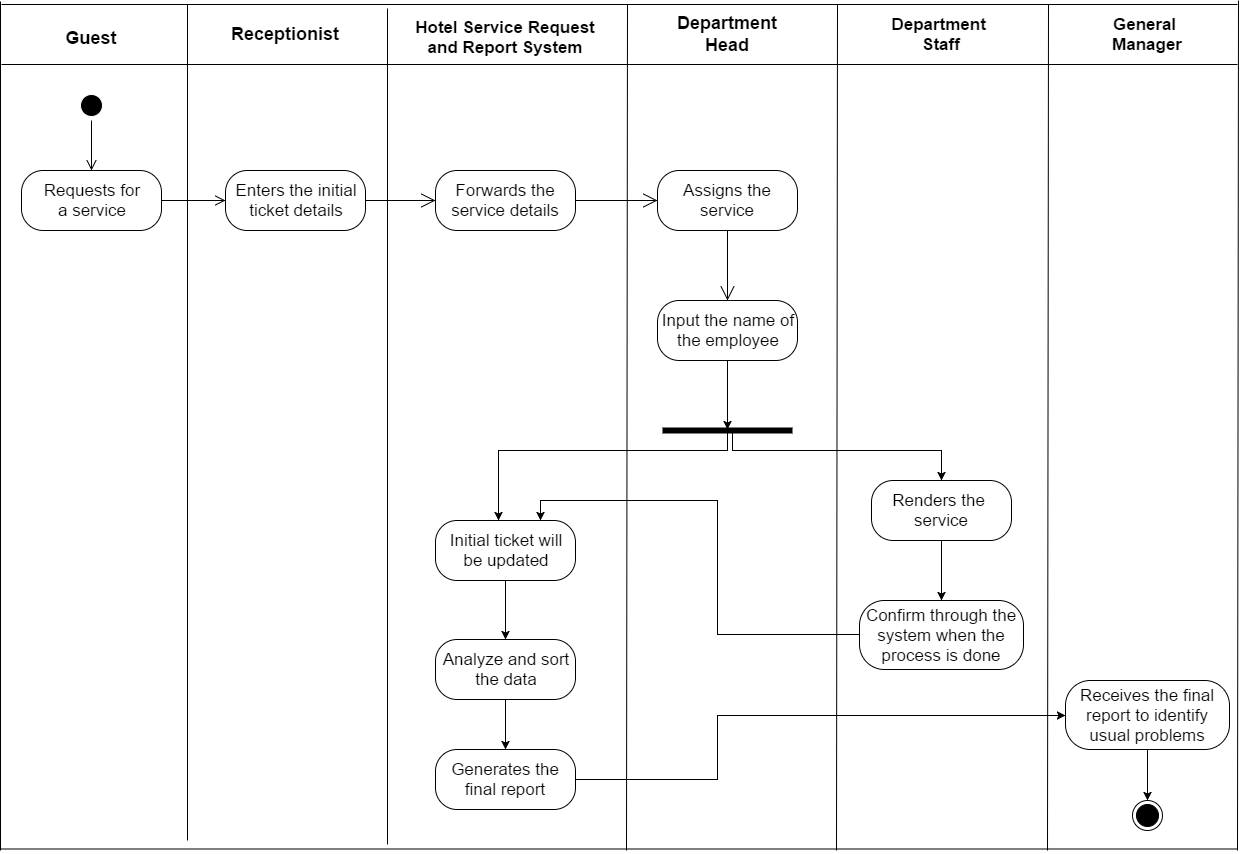 Guest
Receptionist
Hotel Service Request
and Report System
Department
Head
Department
Staff
General
Manager
Requests for
a service
Enters the initial
ticket details
Forwards the
service details
Assigns the
service
Input the name of
the employee
Renders the
service
Initial ticket will
be updated
Confirm through the
system when the
process is done
Analyze and sort
the data
Receives the final
report to identify
usual problems
Generates the
final report